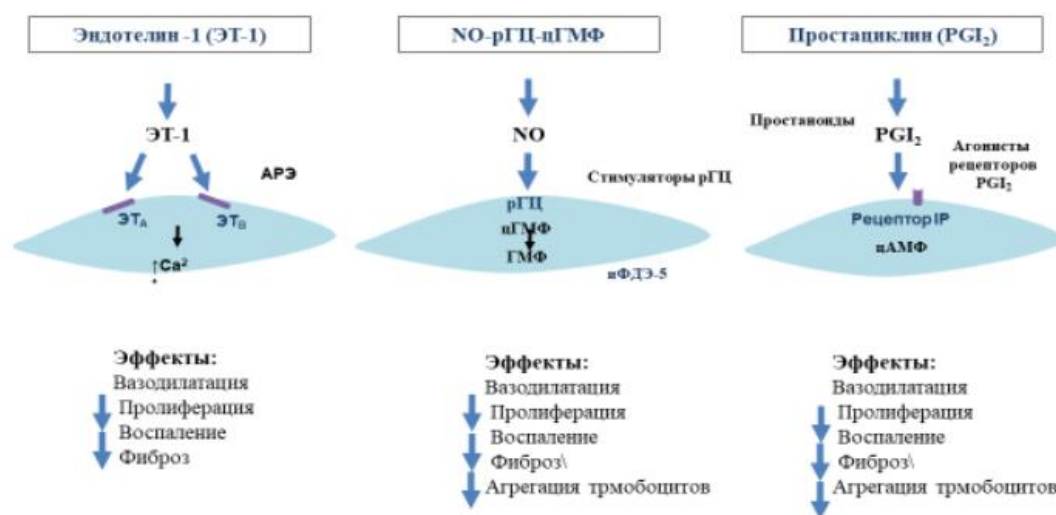 Эндотелин -1 (ЭТ-1)
ЭТ-1
АРЭ
ЭТA
ЭТB
↑Ca²
Эффекты:
Вазодилатация
Пролиферация
Воспаление
Фиброз
NO-рГЦ-цГМФ
NO
Стимуляторы рГЦ
рГЦ
цГМФ
ГМФ
иФДЭ-5
Эффекты:
Вазодилатация
Пролиферация
Воспаление
Фиброз\
Агрегация трмобоцитов
Простациклин (PGI₂)
Простаноиды
PGI₂
Агонисты
рецепторов
PGI₂
Рецептор IP
цАМФ
Эффекты:
Вазодилатация
Пролиферация
Воспаление
Фиброз\
Агрегация трмобоцитов